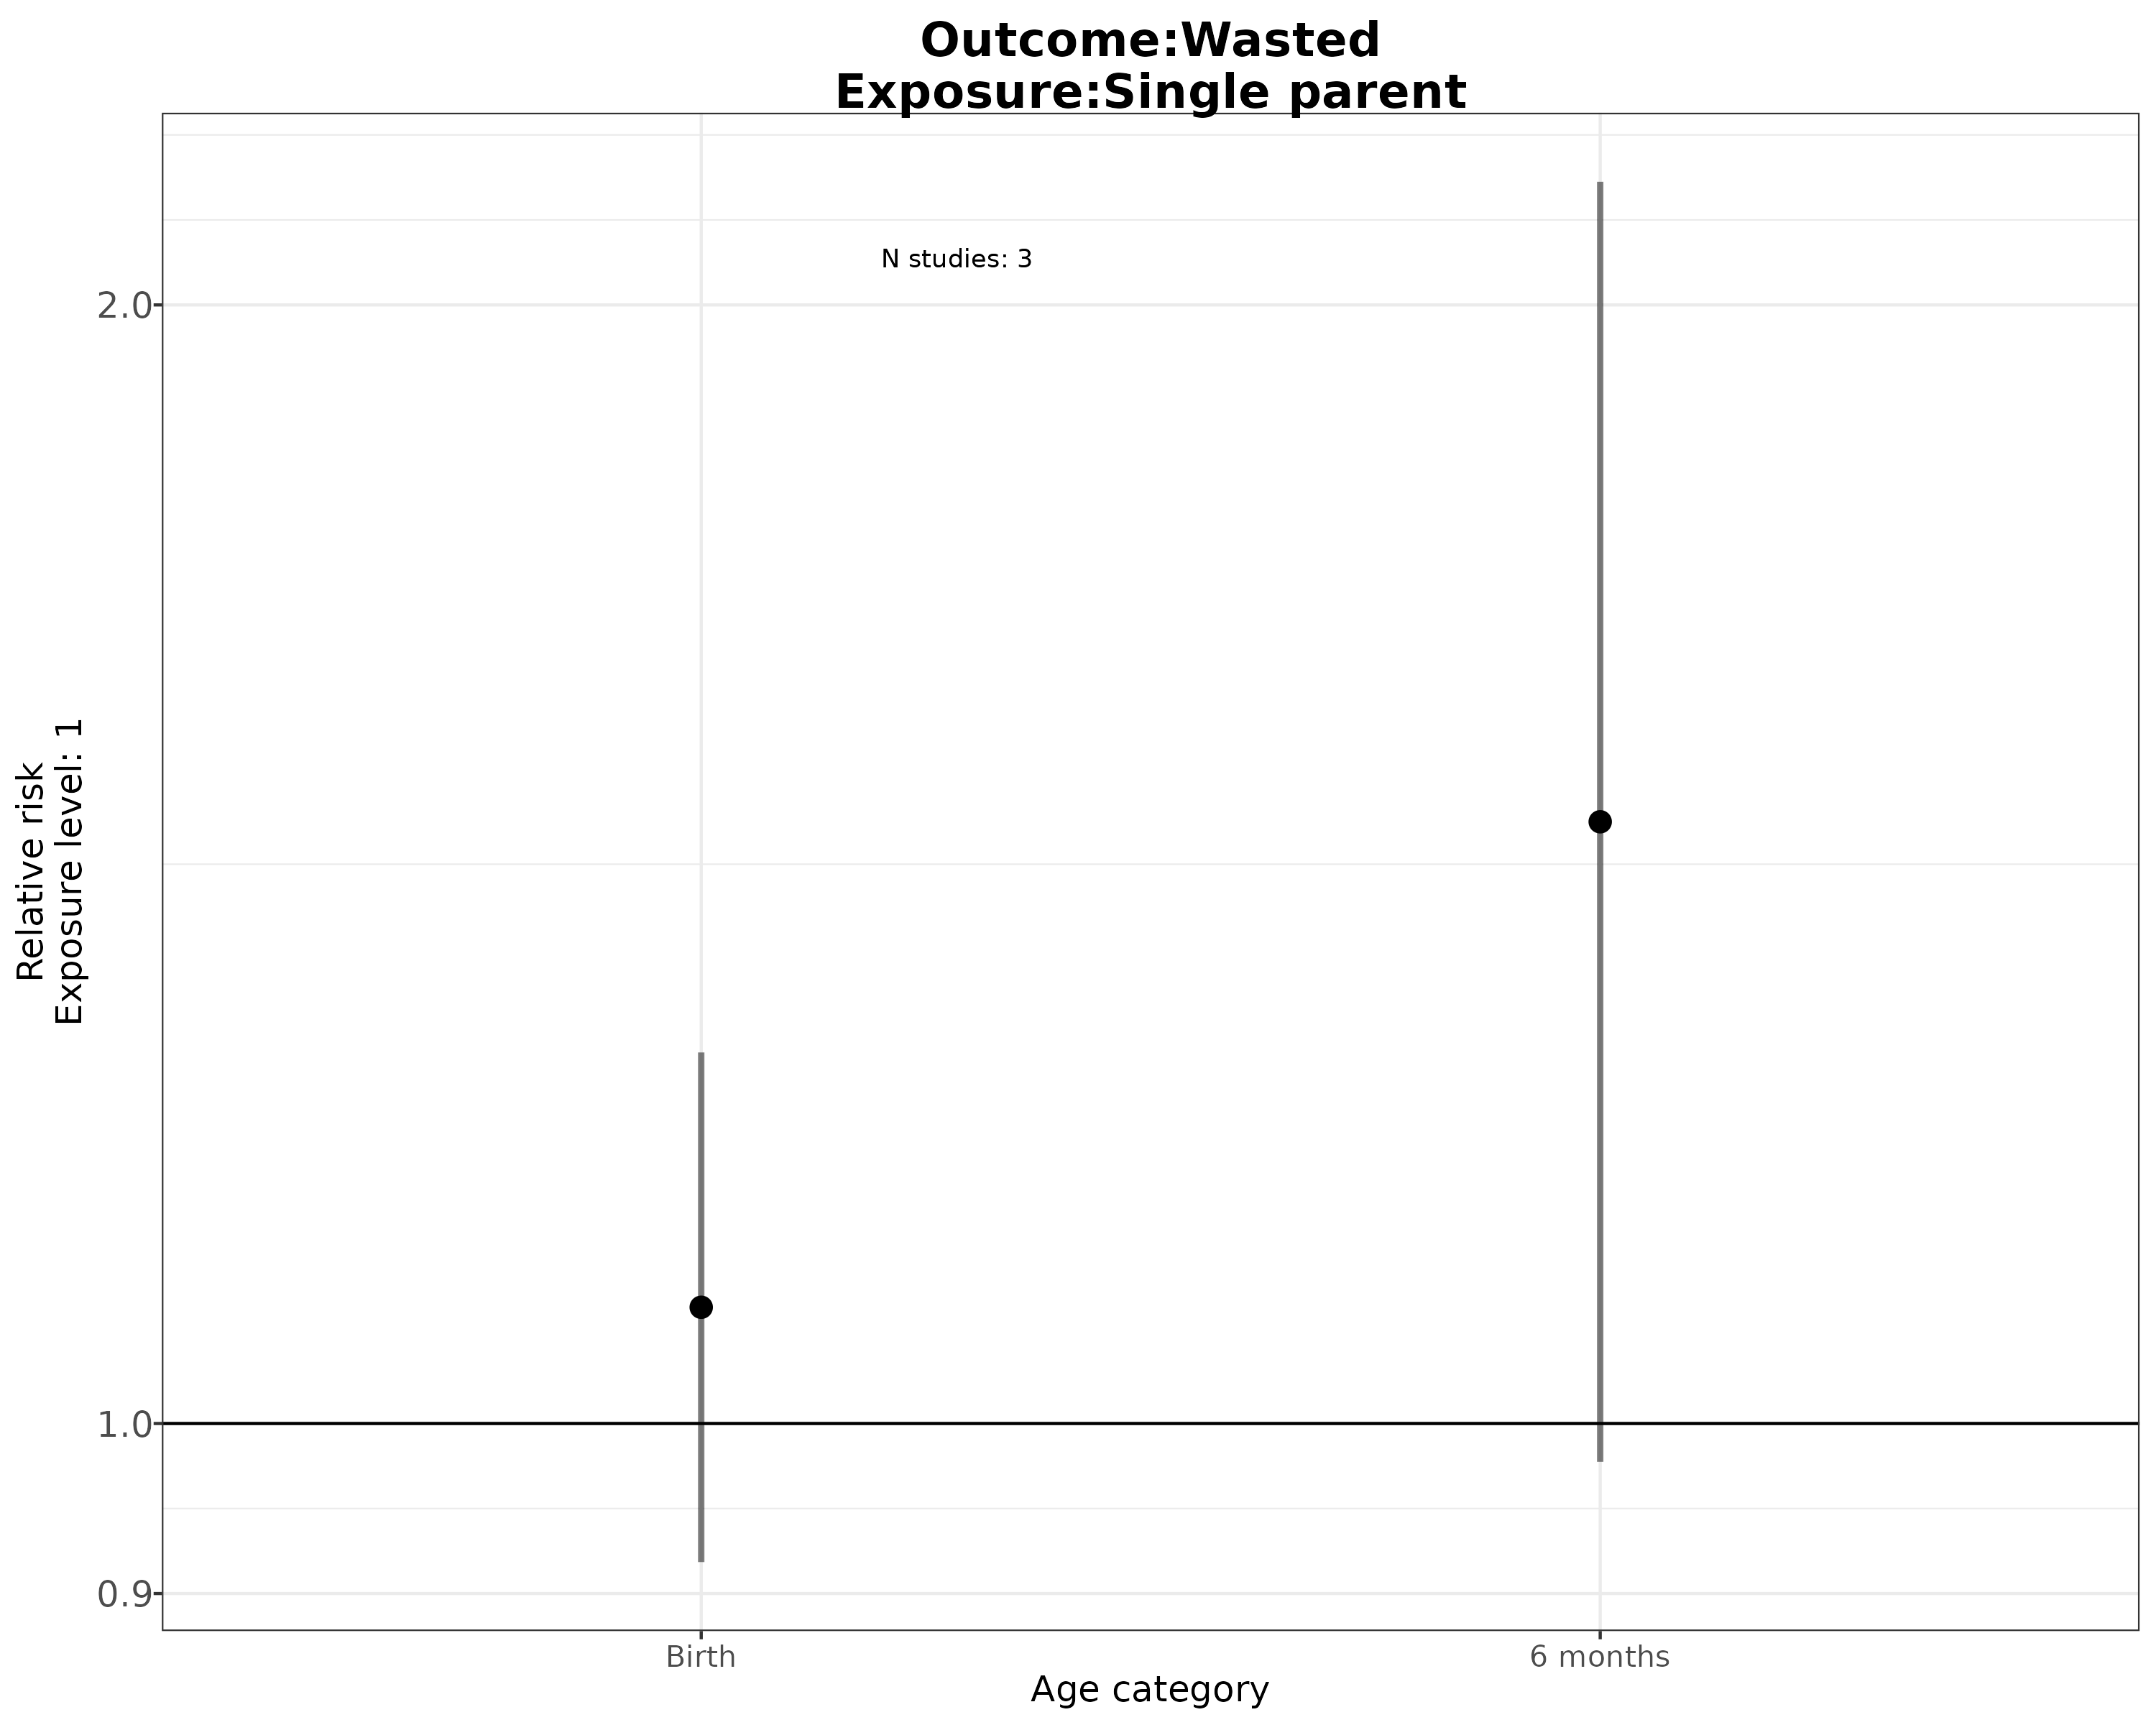 Outcome:Wasted
Exposure:Single parent
N studies: 3
2.0
1.0
0.9
Relative risk
Exposure level: 1
Birth
6 months
Age category